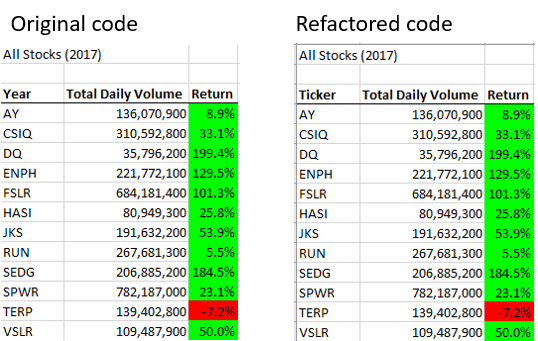 Original code Refactored code
All Stocks (2017) All Stocks (2017)
Year Total Daily Volume Return Ticker Total Daily Volume Return
AY 136,070,900 8.9% AY 136,070,900 8.9%
CSIQ 310,592,800 33.1% CSIQ 310,592,800 33.1%
DQ 35,796,200 199.4% DQ 35,796,200 199.4%
ENPH 221,772,100 129.5% ENPH 221,772,100 129.5%
FSLR 684,181,400 101.3% FSLR 684,181,400 101.3%
HASI 80,949,300 25.8% HASI 80,949,300 25.8%
JKS 191,632,200 53.9% JKS 191,632,200 53.9%
RUN 267,681,300 5.5% RUN 267,681,300 5.5%
SEDG 206,885,200 184.5% SEDG 206,885,200 184.5%
SPWR 782,187,000 23.1% SPWR 782,187,000 23.1%
TERP 139,402,800 -7.2% TERP 139,402,800 -7.2%
VSLR 109,487,900 50.0% VSLR 109,487,900 50.0%